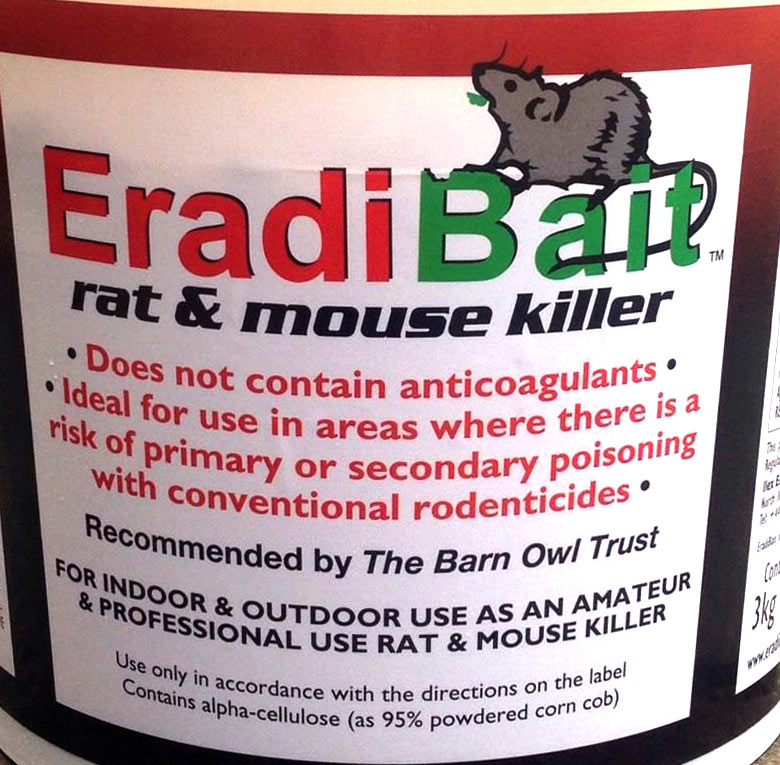 EradiBait™
rat & mouse killer
• Does not contain anticoagulants •
• Ideal for use in areas where there is a
risk of primary or secondary poisoning
with conventional rodenticides •
Recommended by The Barn Owl Trust
FOR INDOOR & OUTDOOR USE AS AN AMATEUR
& PROFESSIONAL USE RAT & MOUSE KILLER
Use only in accordance with the directions on the label
Contains alpha-cellulose (as 95% powdered corn cob)
3kg